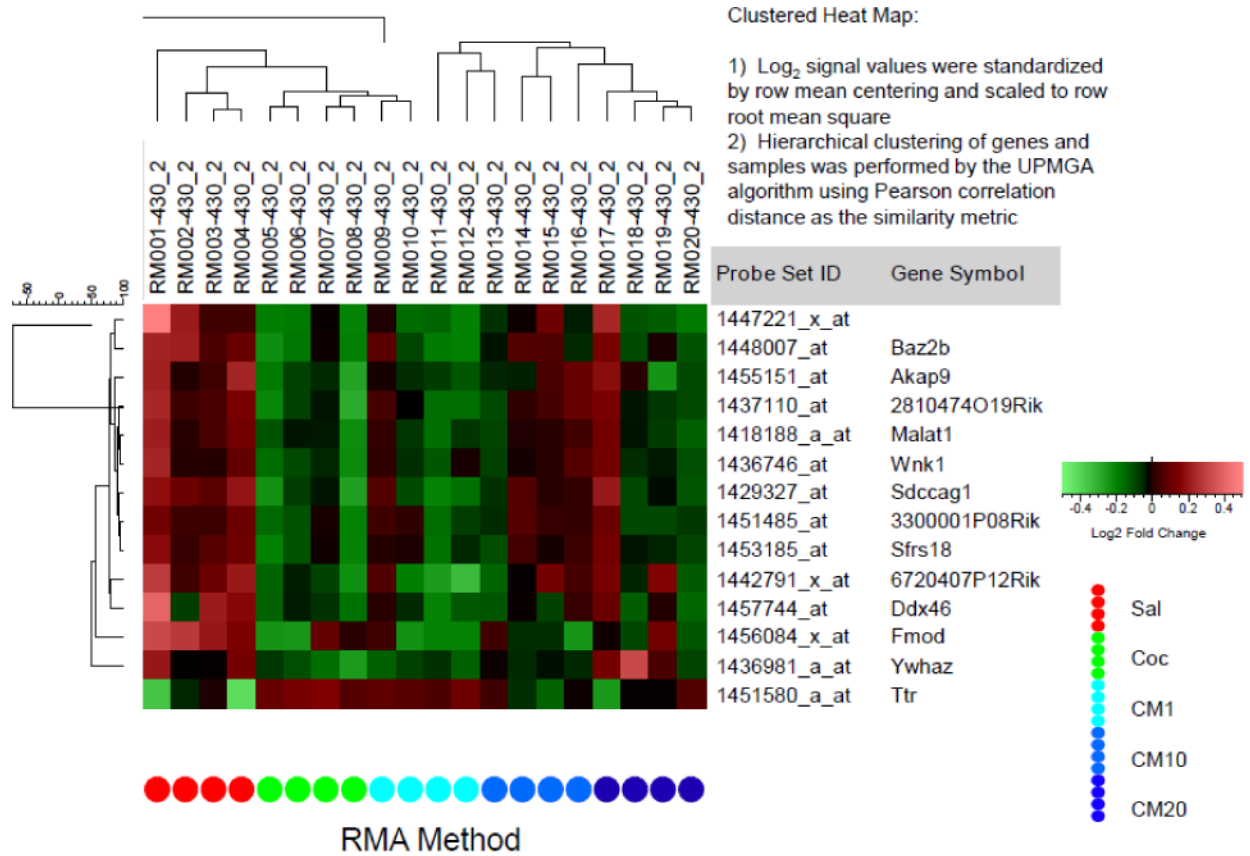 Clustered Heat Map:
1) Log2 signal values were standardized
by row mean centering and scaled to row
root mean square
2) Hierarchical clustering of genes and
samples was performed by the UPMGA
algorithm using Pearson correlation
distance as the similarity metric
RM001-430_2
RM002-430_2
RM003-430_2
RM004-430_2
RM005-430_2
RM006-430_2
RM007-430_2
RM008-430_2
RM009-430_2
RM010-430_2
RM011-430_2
RM012-430_2
RM013-430_2
RM014-430_2
RM015-430_2
RM016-430_2
RM017-430_2
RM018-430_2
RM019-430_2
RM020-430_2
-50 0 50 100
Probe Set ID Gene Symbol
1447221_x_at
1448007_at Baz2b
1455151_at Akap9
1437110_at 2810474O19Rik
1418188_a_at Malat1
1436746_at Wnk1
1429327_at Sdccag1
1451485_at 3300001P08Rik
1453185_at Sfrs18
1442791_x_at 6720407P12Rik
1457744_at Ddx46
1456084_x_at Fmod
1436981_a_at Ywhaz
1451580_a_at Ttr
-0.4 -0.2 0 0.2 0.4
Log2 Fold Change
Sal
Coc
CM1
CM10
CM20
RMA Method